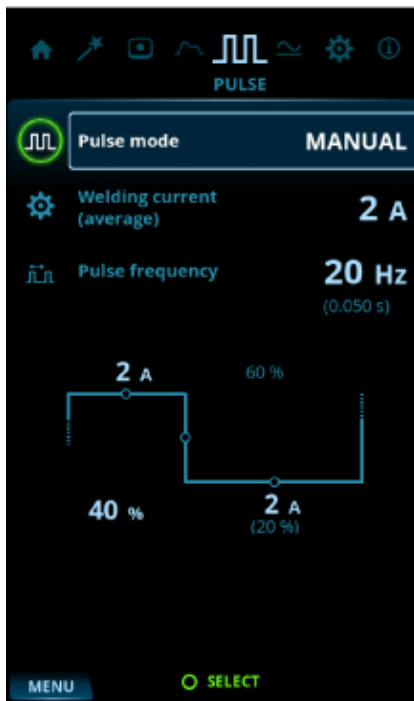 PULSE
Pulse mode MANUAL
Welding current
(average)
2 A
Pulse frequency 20 Hz
(0.050 s)
2 A 60 %
40 % 2 A
(20 %)
MENU SELECT